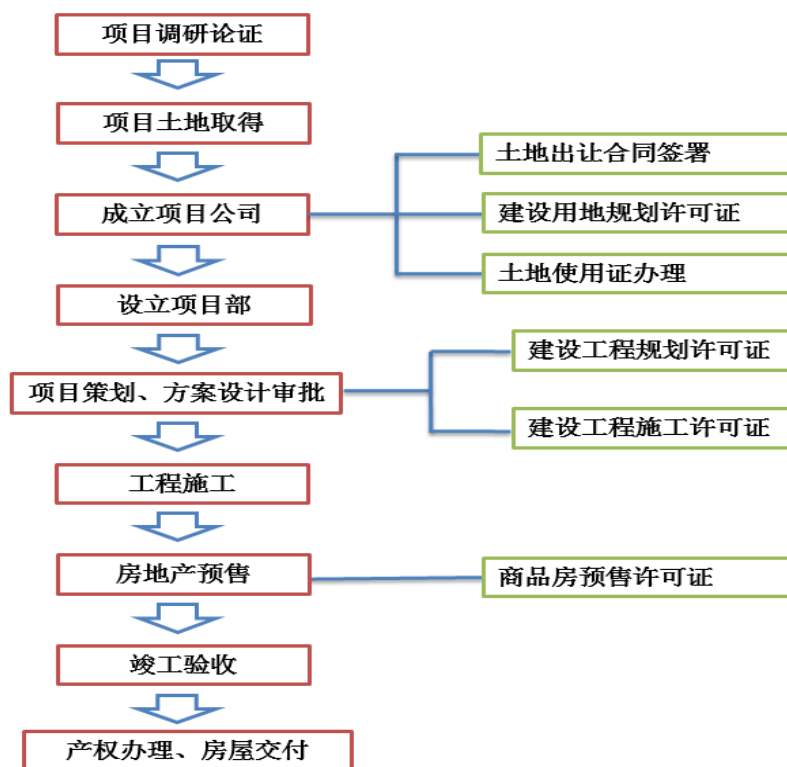 项目调研论证
项目土地取得
土地出让合同签署
成立项目公司
建设用地规划许可证
土地使用证办理
设立项目部
建设工程规划许可证
项目策划、方案设计审批
建设工程施工许可证
工程施工
房地产预售
商品房预售许可证
竣工验收
产权办理、房屋交付